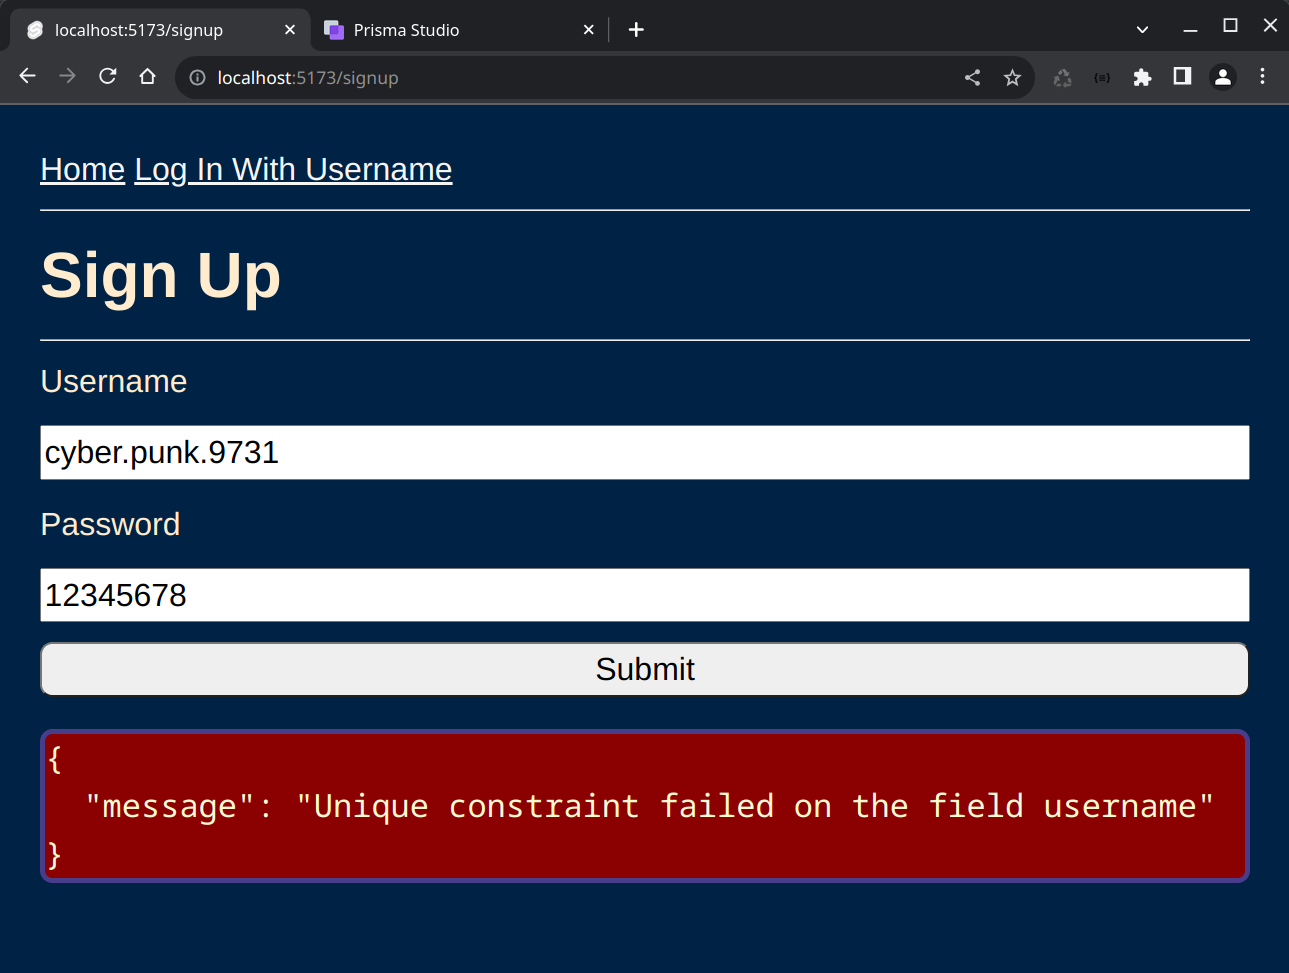 localhost:5173/signup
Prisma Studio
localhost:5173/signup
Home Log In With Username
Sign Up
Username
cyber.punk.9731
Password
12345678
Submit
{
"message": "Unique constraint failed on the field username"
}